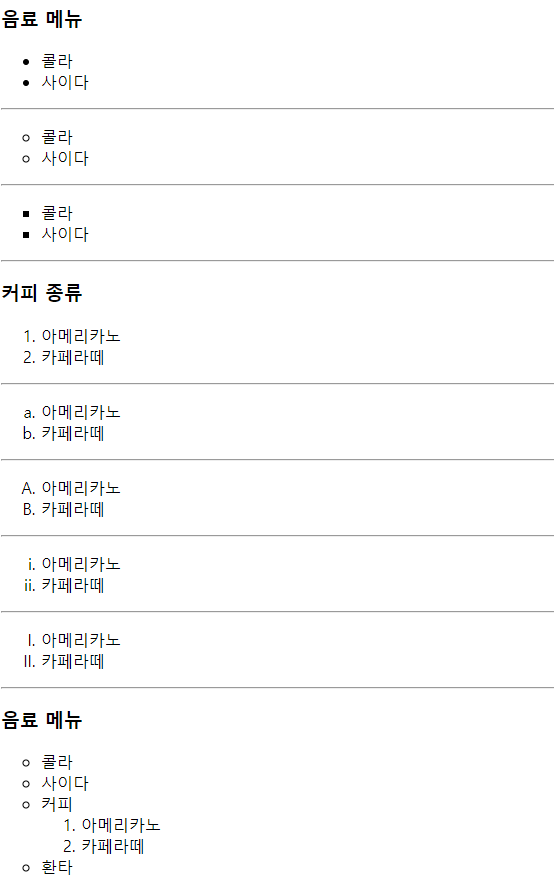 음료 메뉴
• 콜라
• 사이다
○ 콜라
○ 사이다
■ 콜라
■ 사이다
커피 종류
1. 아메리카노
2. 카페라떼
a. 아메리카노
b. 카페라떼
A. 아메리카노
B. 카페라떼
i. 아메리카노
ii. 카페라떼
I. 아메리카노
II. 카페라떼
음료 메뉴
○ 콜라
○ 사이다
○ 커피
1. 아메리카노
2. 카페라떼
○ 환타